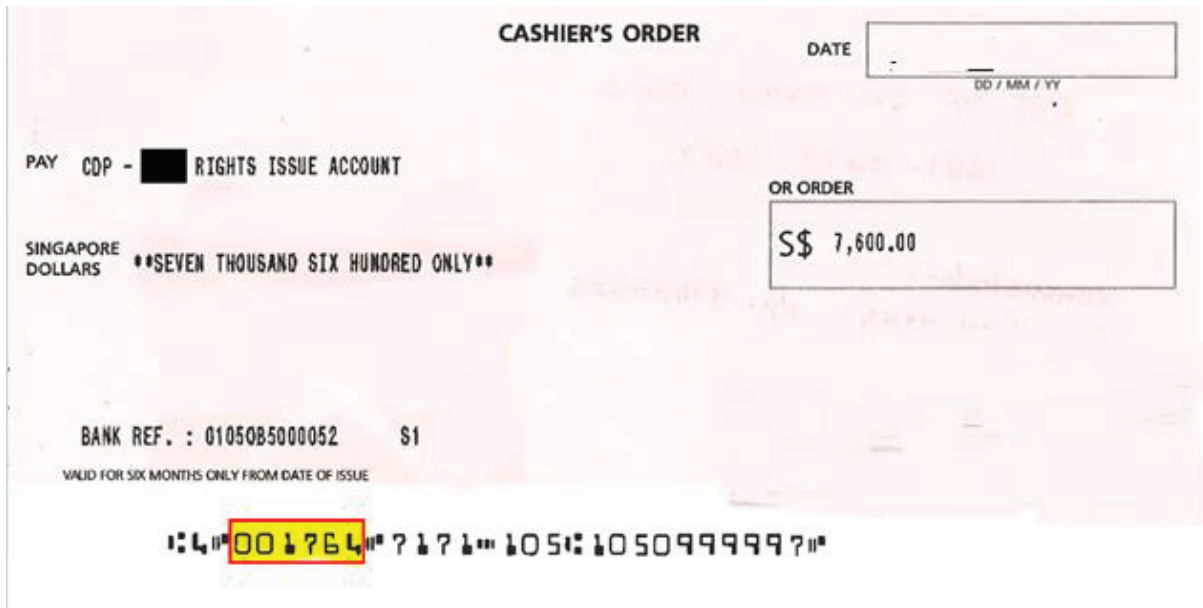 CASHIER'S ORDER
DATE
DD / MM / YY
PAY CDP - RIGHTS ISSUE ACCOUNT
OR ORDER
SINGAPORE DOLLARS **SEVEN THOUSAND SIX HUNDRED ONLY**
S$ 7,600.00
BANK REF. : 01050B5000052 S1
VALID FOR SIX MONTHS ONLY FROM DATE OF ISSUE
⑆4⑈001764⑈7171⑉105⑆1050999997⑈